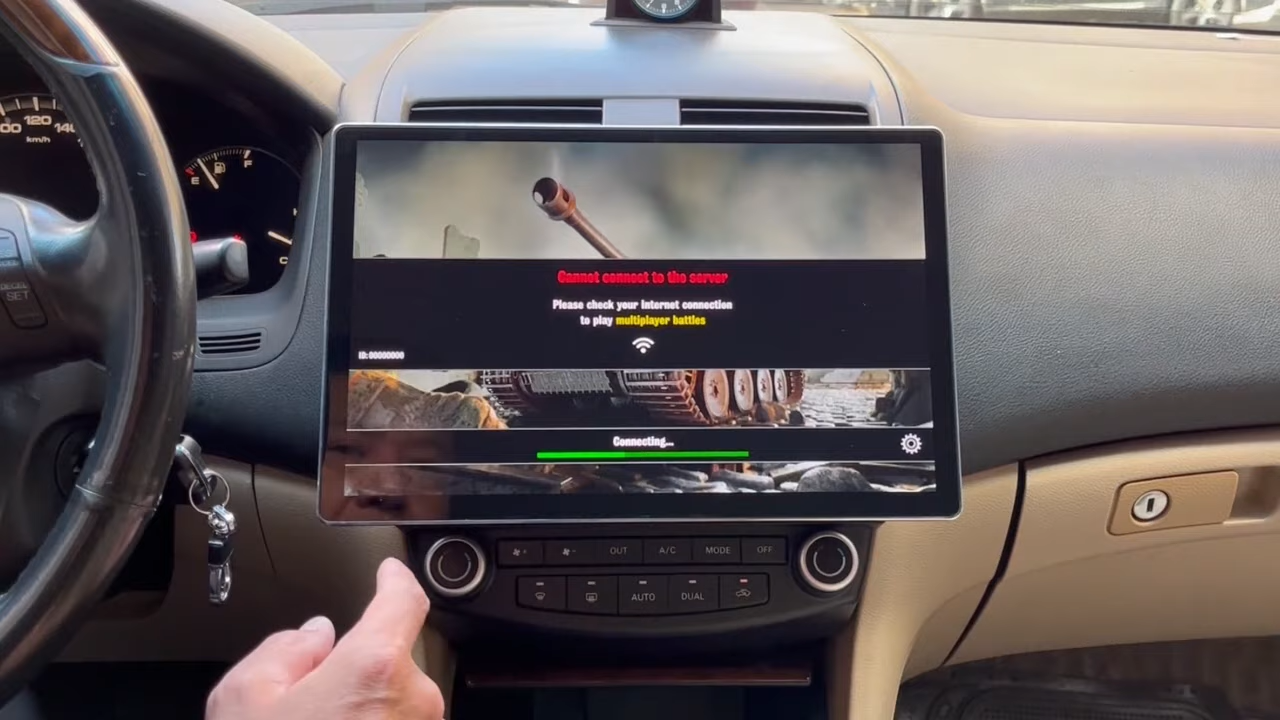 120
140
km/h
E
F
C
SET
Cannot connect to the server
Please check your Internet connection
to play multiplayer battles
ID:00000000
Connecting...
OUT
A/C
MODE
OFF
AUTO
DUAL